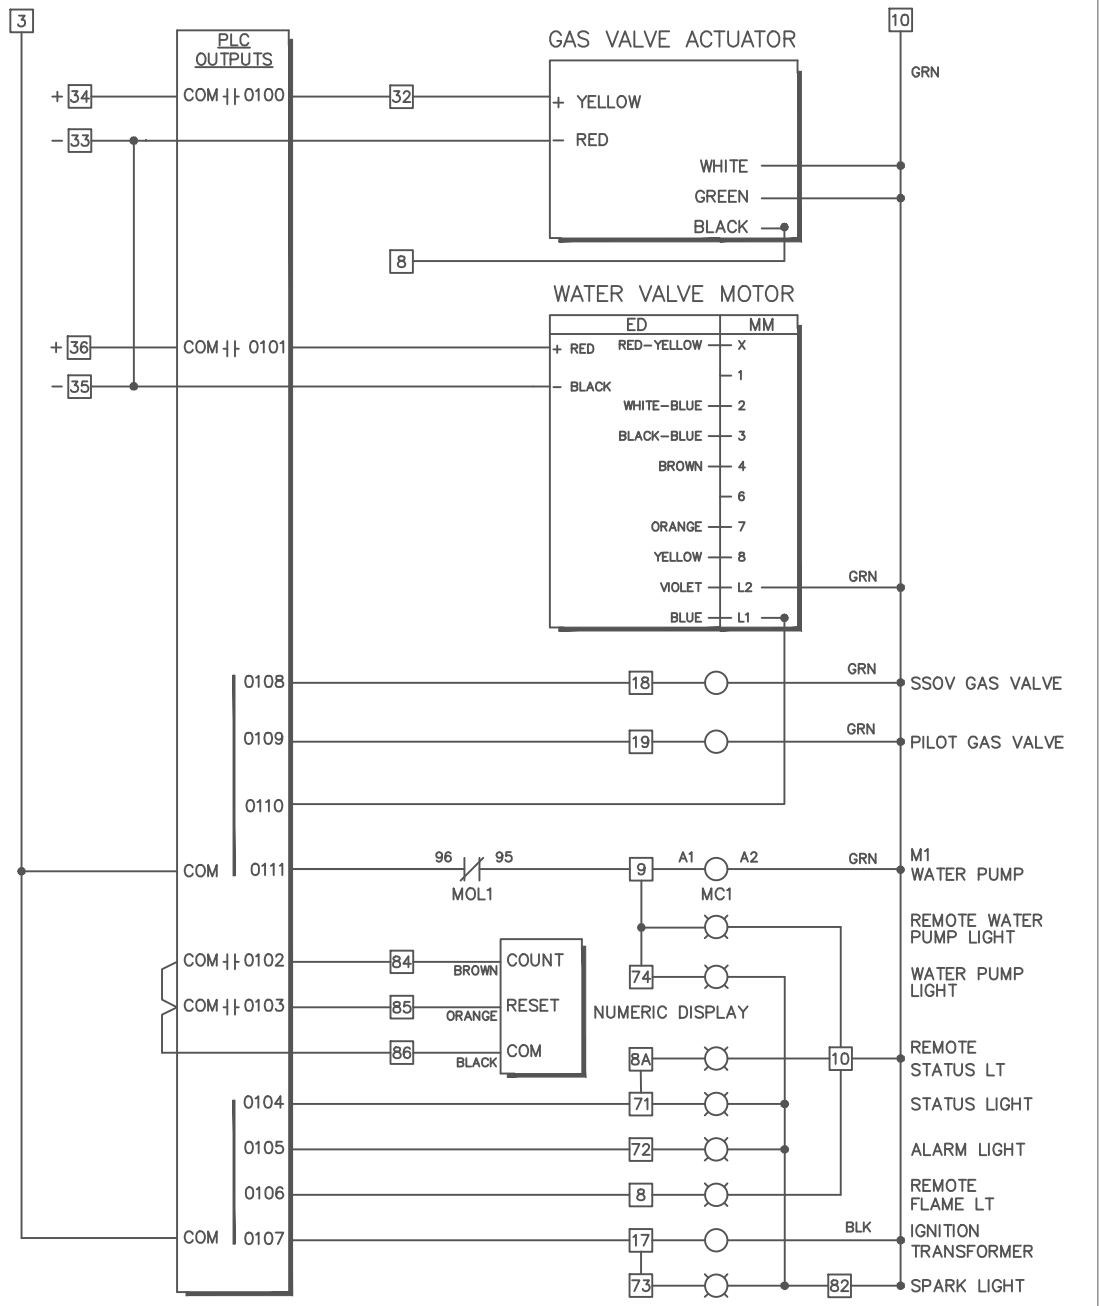 3
10
PLC
OUTPUTS
GAS VALVE ACTUATOR
GRN
+ 34 COM 0100 32 + YELLOW
− 33 − RED
WHITE
GREEN
BLACK
8
WATER VALVE MOTOR
ED MM
+ 36 COM 0101 + RED RED-YELLOW X
1
− 35 − BLACK
WHITE-BLUE 2
BLACK-BLUE 3
BROWN 4
6
ORANGE 7
YELLOW 8
VIOLET L2 GRN
BLUE L1
0108 18 GRN SSOV GAS VALVE
0109 19 GRN PILOT GAS VALVE
0110
COM 0111 96 95 9 A1 A2 GRN M1
WATER PUMP
MOL1 MC1
REMOTE WATER
PUMP LIGHT
COM 0102 84 BROWN COUNT
74 WATER PUMP
LIGHT
COM 0103 85 ORANGE RESET
NUMERIC DISPLAY
86 BLACK COM
8A 10 REMOTE
STATUS LT
0104 71 STATUS LIGHT
0105 72 ALARM LIGHT
0106 8 REMOTE
FLAME LT
COM 0107 17 BLK IGNITION
TRANSFORMER
73 82 SPARK LIGHT